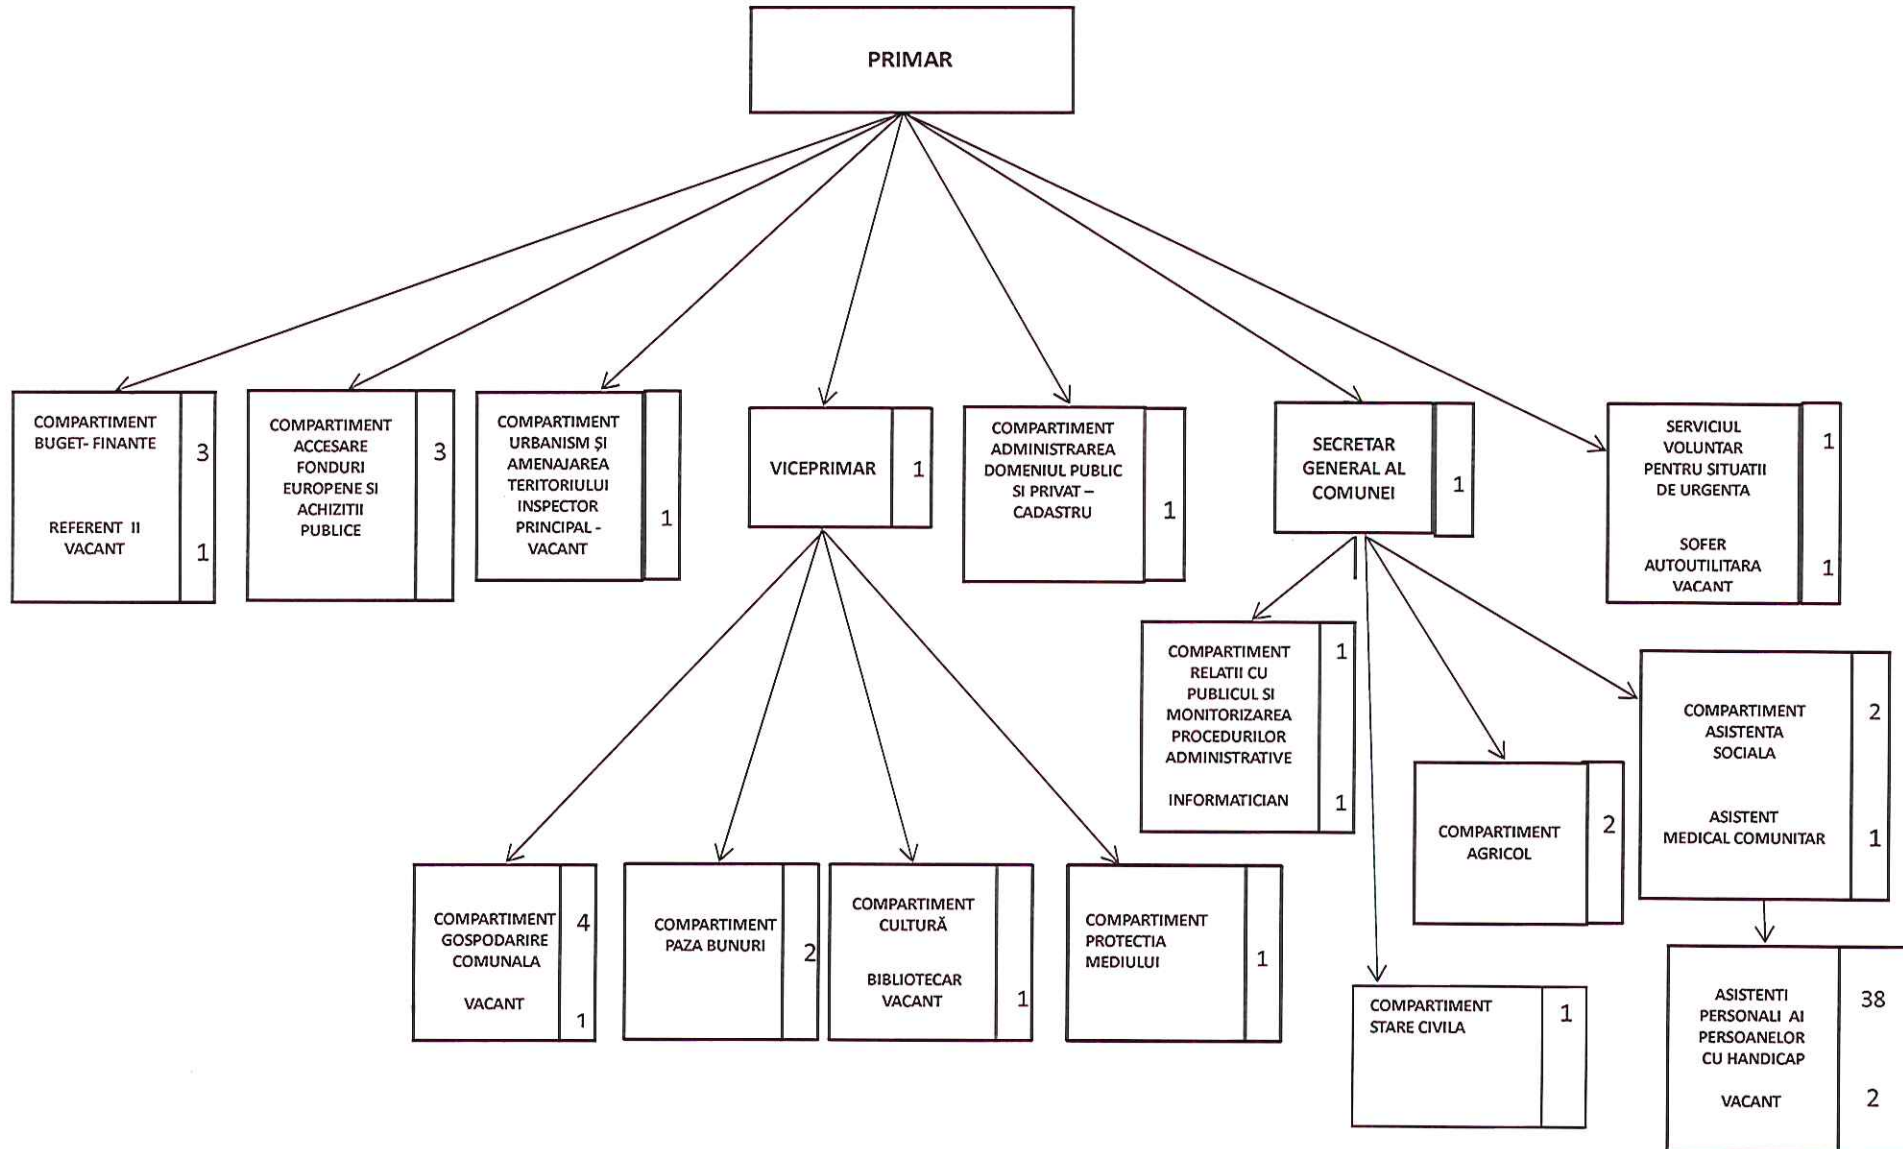 PRIMAR
COMPARTIMENT
BUGET- FINANTE
3
REFERENT II
VACANT
1
COMPARTIMENT
ACCESARE
FONDURI
EUROPENE SI
ACHIZITII
PUBLICE
3
COMPARTIMENT
URBANISM ȘI
AMENAJAREA
TERITORIULUI
INSPECTOR
PRINCIPAL -
VACANT
1
VICEPRIMAR
1
COMPARTIMENT
ADMINISTRAREA
DOMENIUL PUBLIC
SI PRIVAT –
CADASTRU
1
SECRETAR
GENERAL AL
COMUNEI
1
SERVICIUL
VOLUNTAR
PENTRU SITUATII
DE URGENTA
1
SOFER
AUTOUTILITARA
VACANT
1
COMPARTIMENT
RELATII CU
PUBLICUL SI
MONITORIZAREA
PROCEDURILOR
ADMINISTRATIVE
1
INFORMATICIAN
1
COMPARTIMENT
ASISTENTA
SOCIALA
2
ASISTENT
MEDICAL COMUNITAR
1
COMPARTIMENT
AGRICOL
2
COMPARTIMENT
GOSPODARIRE
COMUNALA
4
VACANT
1
COMPARTIMENT
PAZA BUNURI
2
COMPARTIMENT
CULTURĂ
BIBLIOTECAR
VACANT
1
COMPARTIMENT
PROTECTIA
MEDIULUI
1
COMPARTIMENT
STARE CIVILA
1
ASISTENTI
PERSONALI AI
PERSOANELOR
CU HANDICAP
38
VACANT
2